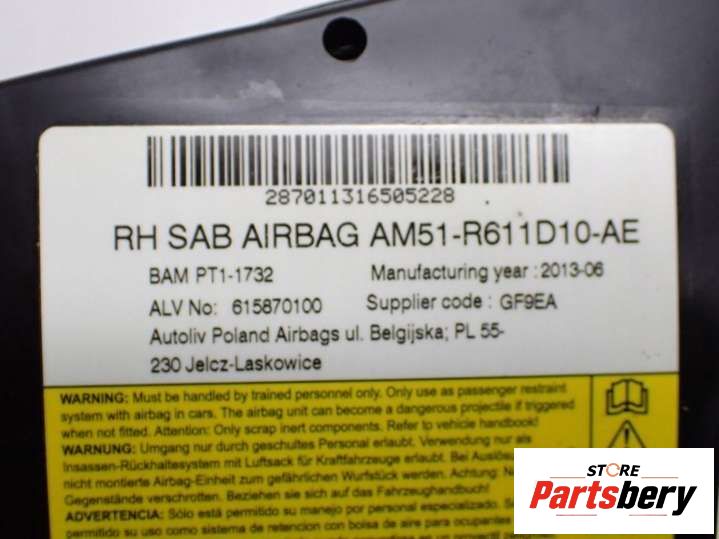 287011316505228
RH SAB AIRBAG AM51-R611D10-AE
BAM PT1-1732 Manufacturing year : 2013-06
ALV No: 615870100 Supplier code : GF9EA
Autoliv Poland Airbags ul. Belgijska; PL 55-
230 Jelcz-Laskowice
WARNING: Must be handled by trained personnel only. Only use as passenger restraint
system with airbag in cars. The airbag unit can become a dangerous projectile if triggered
when not fitted. Attention: Only scrap inert components. Refer to vehicle handbook!
WARNUNG: Umgang nur durch geschultes Personal erlaubt. Verwendung nur als
Insassen-Rückhaltesystem mit Luftsack für Kraftfahrzeuge erlaubt. Bei Auslös
nicht montierte Airbag-Einheit zum gefährlichen Wurfstück werden. Achtung: N
Gegenstände verschrotten. Beziehen sie sich auf das Fahrzeughandbuch!
ADVERTENCIA: Sólo está permitido su manejo por personal especializado. S
permitido su uso como sistema de retencion con bolsa de aire para ocupantes
STORE
Partsbery